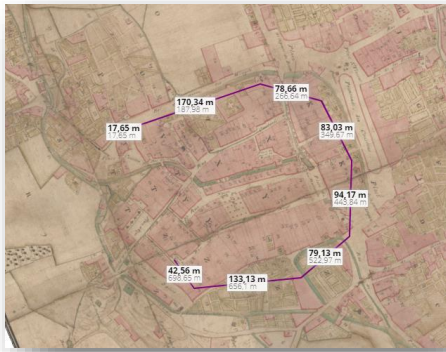 78,66 m
266,64 m
170,34 m
187,98 m
17,65 m
17,65 m
83,03 m
349,67 m
94,17 m
443,84 m
79,13 m
522,97 m
42,56 m
698,65 m
133,13 m
656,1 m